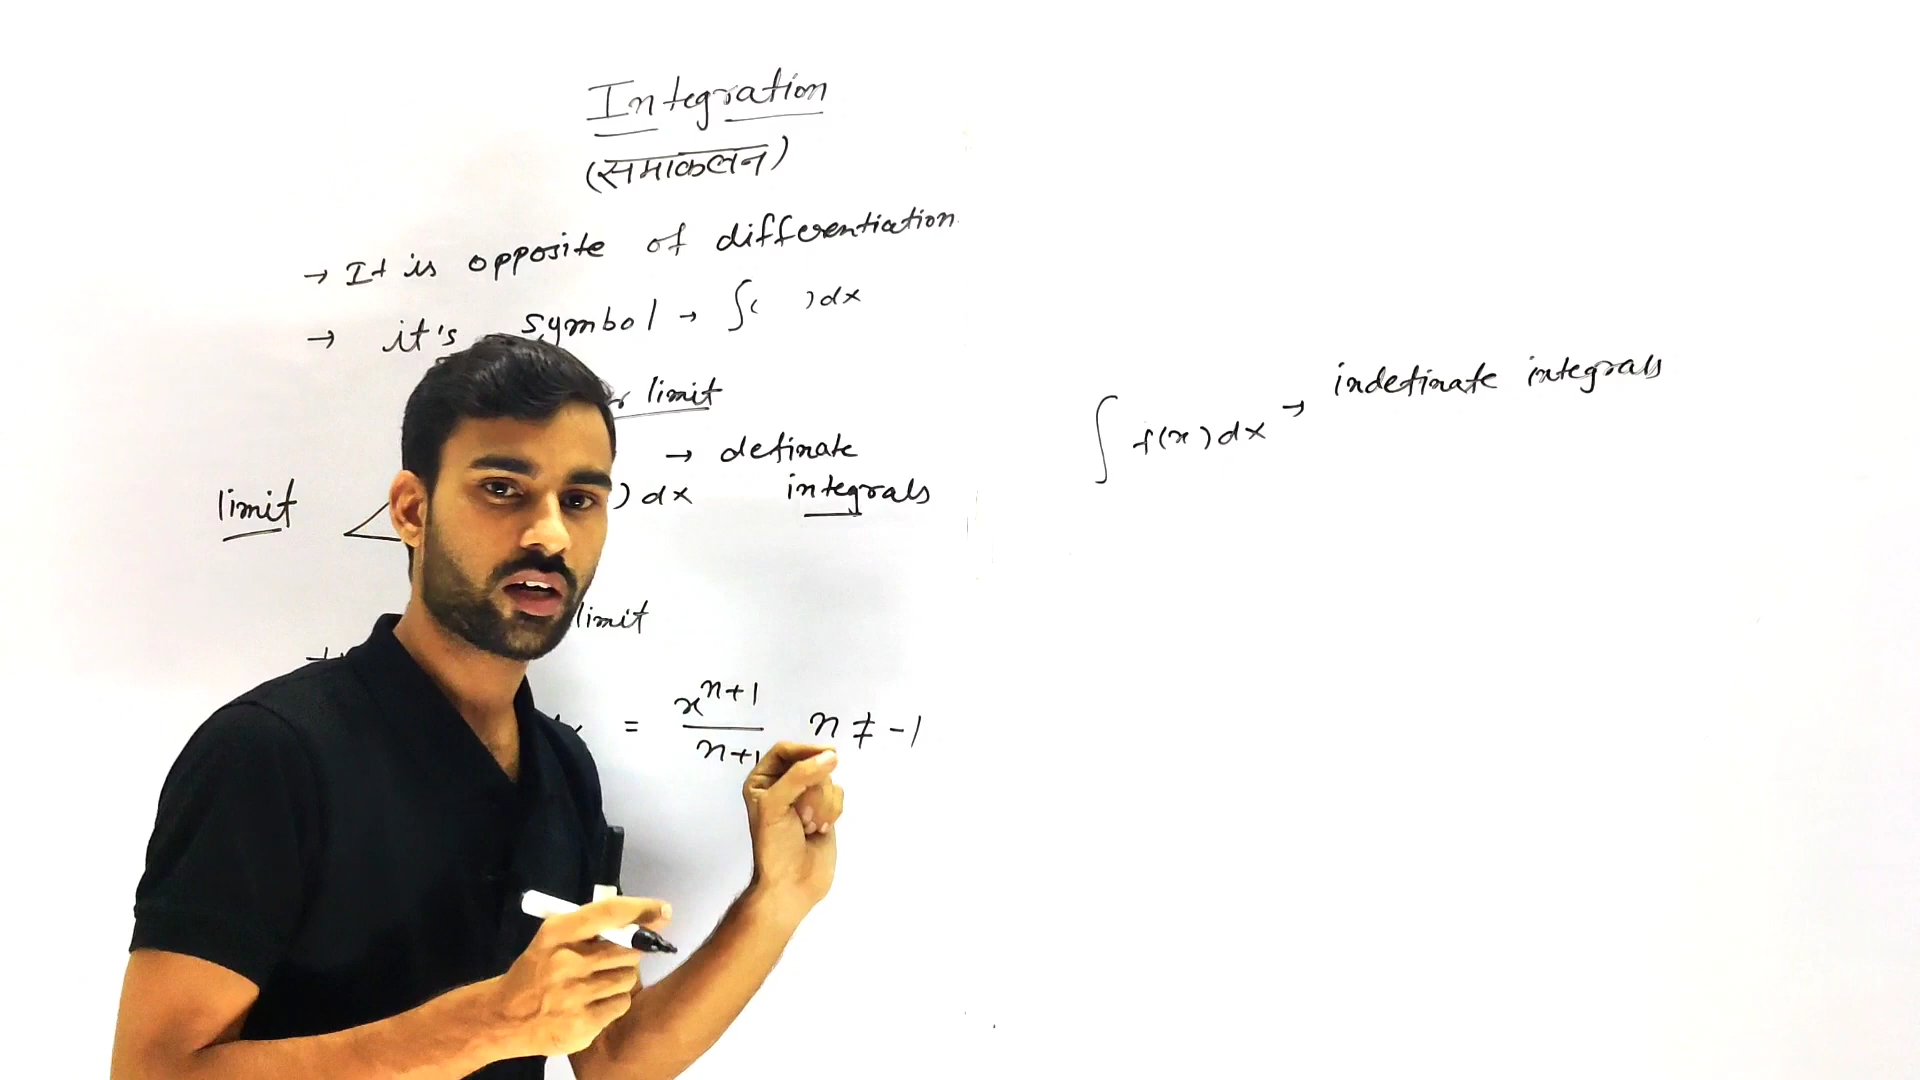 Integration
(समाकलन)
→ It is opposite of differentiation
→ it's symbol → ∫( ) dx
limit
→ definate
limit ) dx integrals
limit
= x^(n+1)/(n+1) n ≠ -1
∫ f(x) dx → indefinate integrals